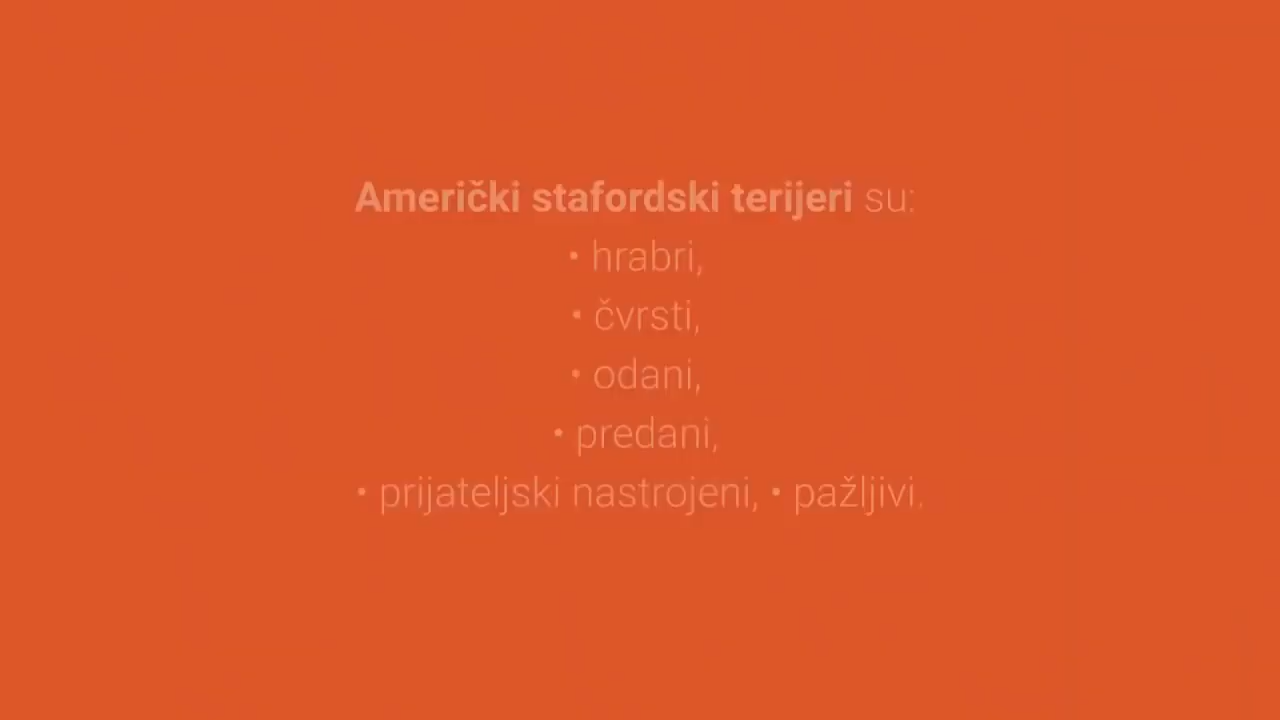 Američki stafordski terijeri su:
• hrabri,
• čvrsti,
• odani,
• predani,
• prijateljski nastrojeni, • pažljivi.